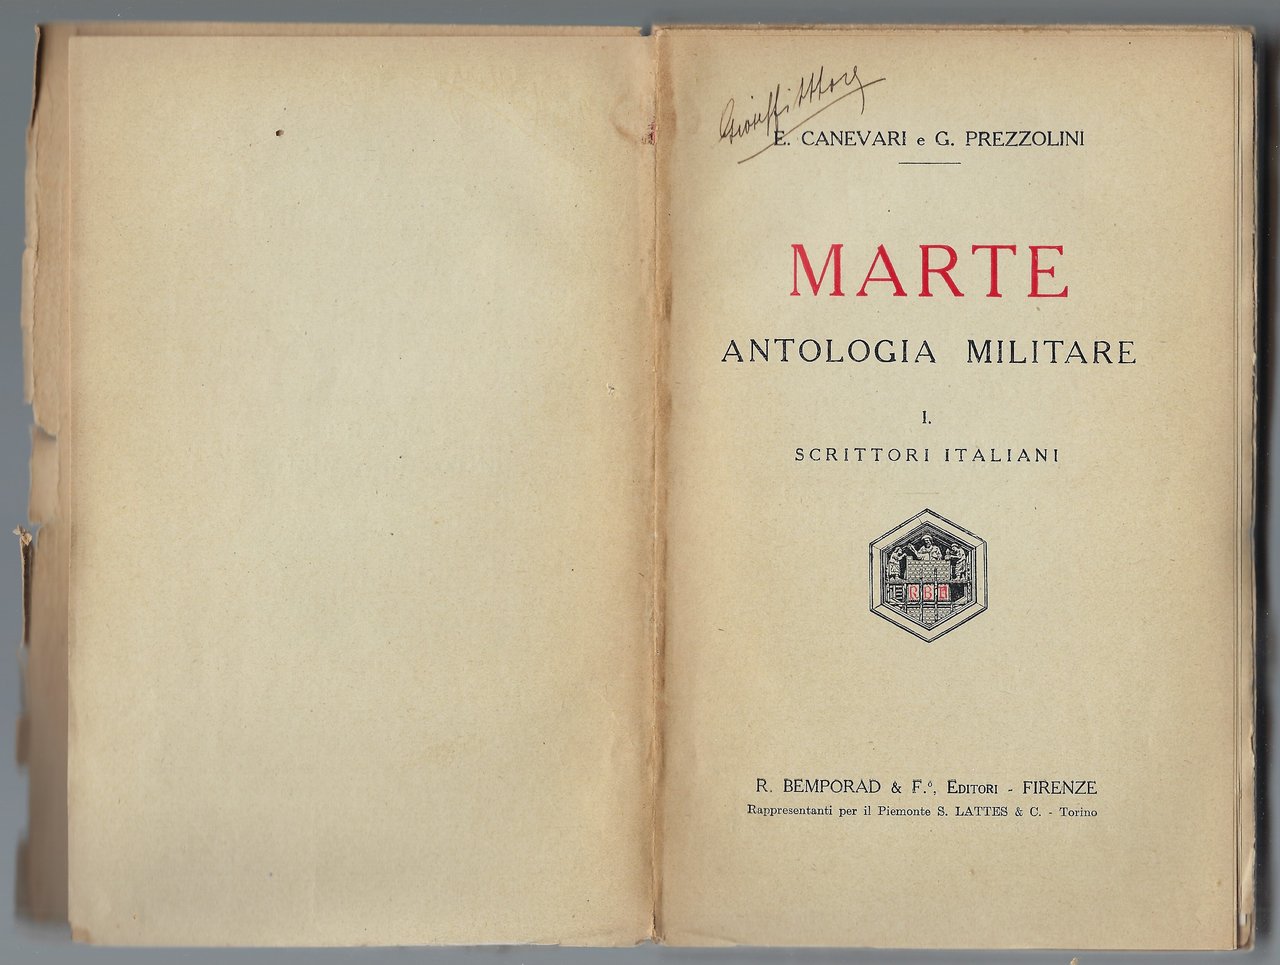 E. CANEVARI e G. PREZZOLINI
MARTE
ANTOLOGIA MILITARE
I.
SCRITTORI ITALIANI
R B F
R. BEMPORAD & F.º, EDITORI - FIRENZE
Rappresentanti per il Piemonte S. LATTES & C. - Torino